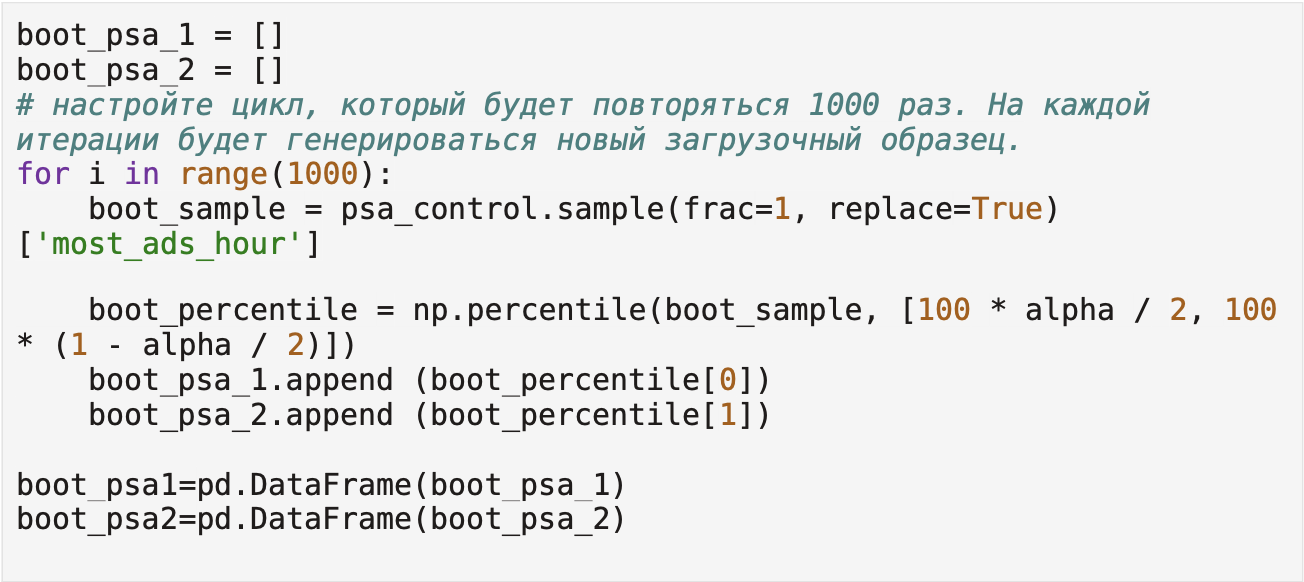 boot_psa_1 = []
boot_psa_2 = []
# настройте цикл, который будет повторяться 1000 раз. На каждой
итерации будет генерироваться новый загрузочный образец.
for i in range(1000):
    boot_sample = psa_control.sample(frac=1, replace=True)
['most_ads_hour']
    boot_percentile = np.percentile(boot_sample, [100 * alpha / 2, 100
* (1 - alpha / 2)])
    boot_psa_1.append (boot_percentile[0])
    boot_psa_2.append (boot_percentile[1])
boot_psa1=pd.DataFrame(boot_psa_1)
boot_psa2=pd.DataFrame(boot_psa_2)